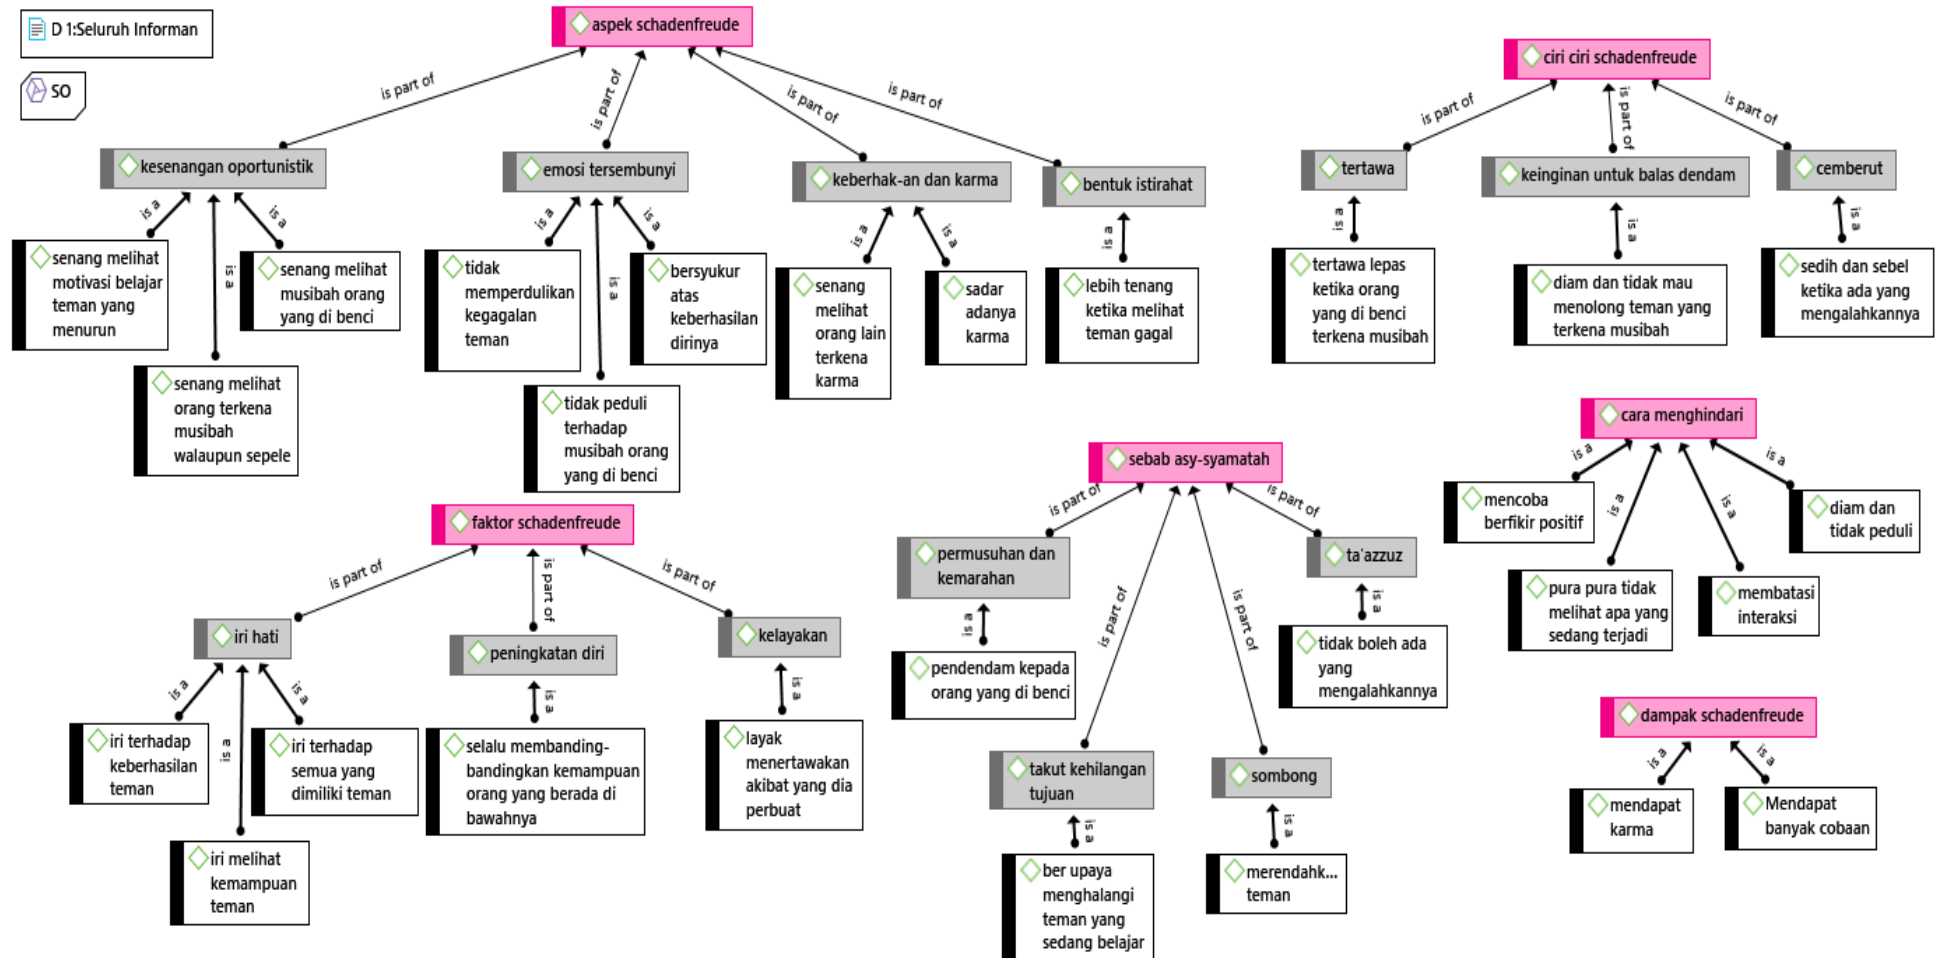 D 1:Seluruh Informan
SO
aspek schadenfreude
is part of
is part of
is part of
is part of
kesenangan oportunistik
emosi tersembunyi
keberhak-an dan karma
bentuk istirahat
is a
is a
is a
senang melihat
motivasi belajar
teman yang
menurun
senang melihat
orang terkena
musibah
walaupun sepele
senang melihat
musibah orang
yang di benci
is a
is a
is a
tidak
memperdulikan
kegagalan
teman
tidak peduli
terhadap
musibah orang
yang di benci
bersyukur
atas
keberhasilan
dirinya
is a
is a
senang
melihat
orang lain
terkena
karma
sadar
adanya
karma
is a
lebih tenang
ketika melihat
teman gagal
ciri ciri schadenfreude
is part of
is part of
is part of
tertawa
keinginan untuk balas dendam
cemberut
is a
is a
is a
tertawa lepas
ketika orang
yang di benci
terkena musibah
diam dan tidak mau
menolong teman yang
terkena musibah
sedih dan sebel
ketika ada yang
mengalahkannya
faktor schadenfreude
is part of
is part of
is part of
iri hati
peningkatan diri
kelayakan
is a
is a
is a
iri terhadap
keberhasilan
teman
iri melihat
kemampuan
teman
iri terhadap
semua yang
dimiliki teman
is a
selalu membanding-
bandingkan kemampuan
orang yang berada di
bawahnya
is a
layak
menertawakan
akibat yang dia
perbuat
sebab asy-syamatah
is part of
is part of
is part of
is part of
permusuhan dan
kemarahan
is a
pendendam kepada
orang yang di benci
takut kehilangan
tujuan
is a
ber upaya
menghalangi
teman yang
sedang belajar
sombong
is a
merendahk...
teman
ta'azzuz
is a
tidak boleh ada
yang
mengalahkannya
cara menghindari
is a
is a
is a
is a
mencoba
berfikir positif
pura pura tidak
melihat apa yang
sedang terjadi
membatasi
interaksi
diam dan
tidak peduli
dampak schadenfreude
is a
is a
mendapat
karma
Mendapat
banyak cobaan